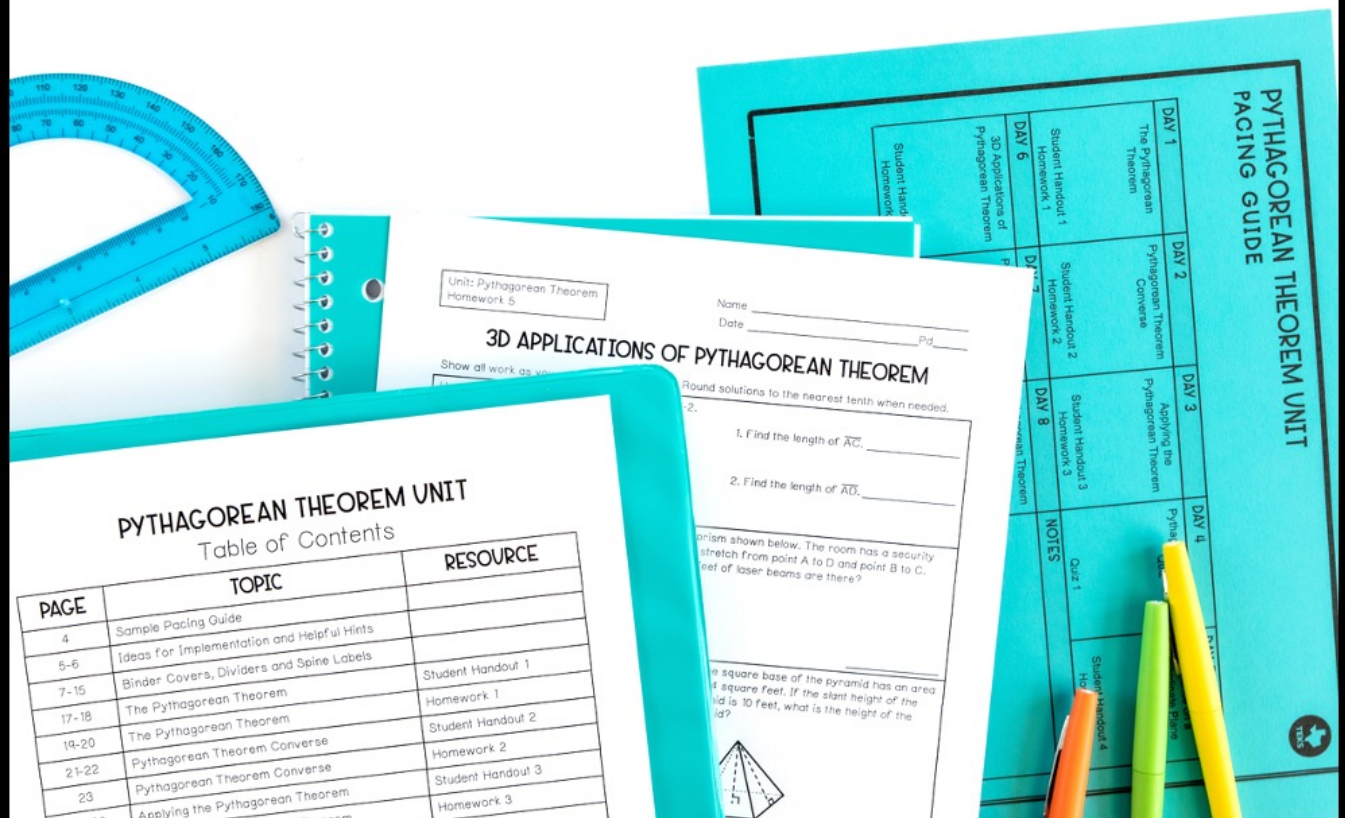 PYTHAGOREAN THEOREM UNIT
PACING GUIDE
DAY 1
DAY 2
DAY 3
DAY 4
The Pythagorean
Theorem
Pythagorean Theorem
Converse
Applying the
Pythagorean Theorem
Student Handout 1
Homework 1
Student Handout 2
Homework 2
Student Handout 3
Homework 3
Quiz 1
Student Handout 4
DAY 6
DAY 8
NOTES
3D Applications of
Pythagorean Theorem
Theorem
Student
Homework
TEKS
Unit: Pythagorean Theorem
Homework 5
Name
Date
Pd
3D APPLICATIONS OF PYTHAGOREAN THEOREM
Show all work as
Round solutions to the nearest tenth when needed.
-2.
1. Find the length of AC.
2. Find the length of AD.
prism shown below. The room has a security
stretch from point A to D and point B to C.
feet of laser beams are there?
square base of the pyramid has an area
square feet. If the slant height of the
is 10 feet, what is the height of the
PYTHAGOREAN THEOREM UNIT
Table of Contents
PAGE TOPIC RESOURCE
4 Sample Pacing Guide
5-6 Ideas for Implementation and Helpful Hints
7-15 Binder Covers, Dividers and Spine Labels
17-18 The Pythagorean Theorem Student Handout 1
19-20 The Pythagorean Theorem Homework 1
21-22 Pythagorean Theorem Converse Student Handout 2
23 Pythagorean Theorem Converse Homework 2
Applying the Pythagorean Theorem Student Handout 3
Homework 3